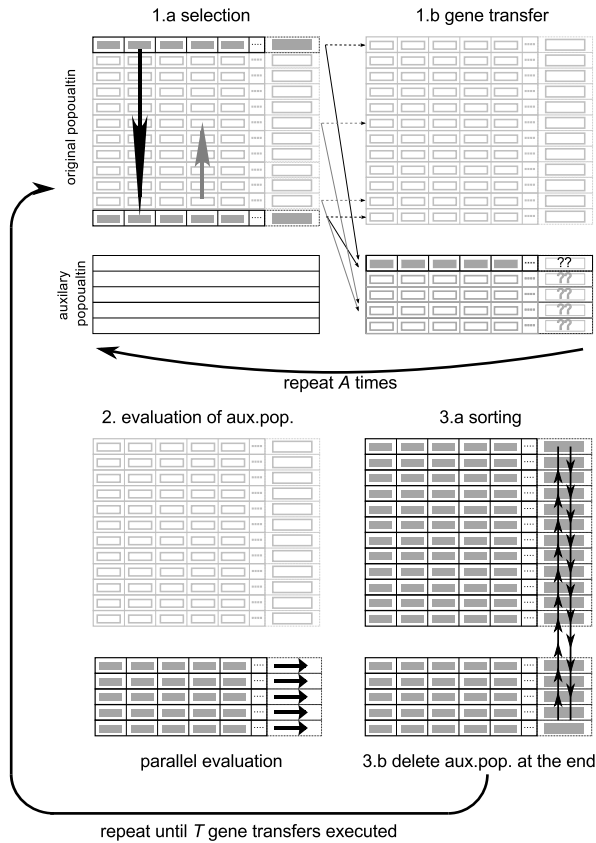 1.a selection
1.b gene transfer
original popoualtin
auxilary
popoualtin
??
??
??
??
??
repeat A times
2. evaluation of aux.pop.
3.a sorting
parallel evaluation
3.b delete aux.pop. at the end
repeat until T gene transfers executed